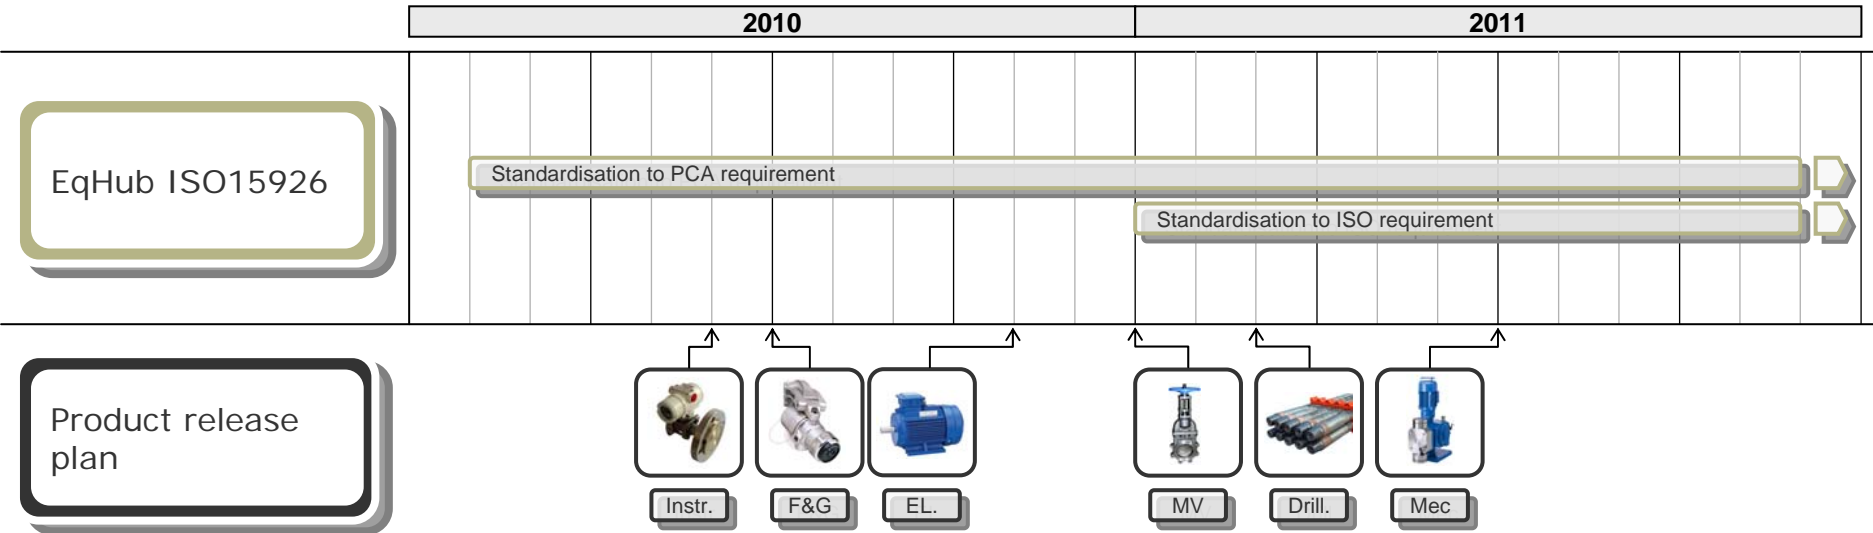 2010
2011
EqHub ISO15926
Standardisation to PCA requirement
Standardisation to ISO requirement
Product release
plan
Instr.
F&G
EL.
MV
Drill.
Mec